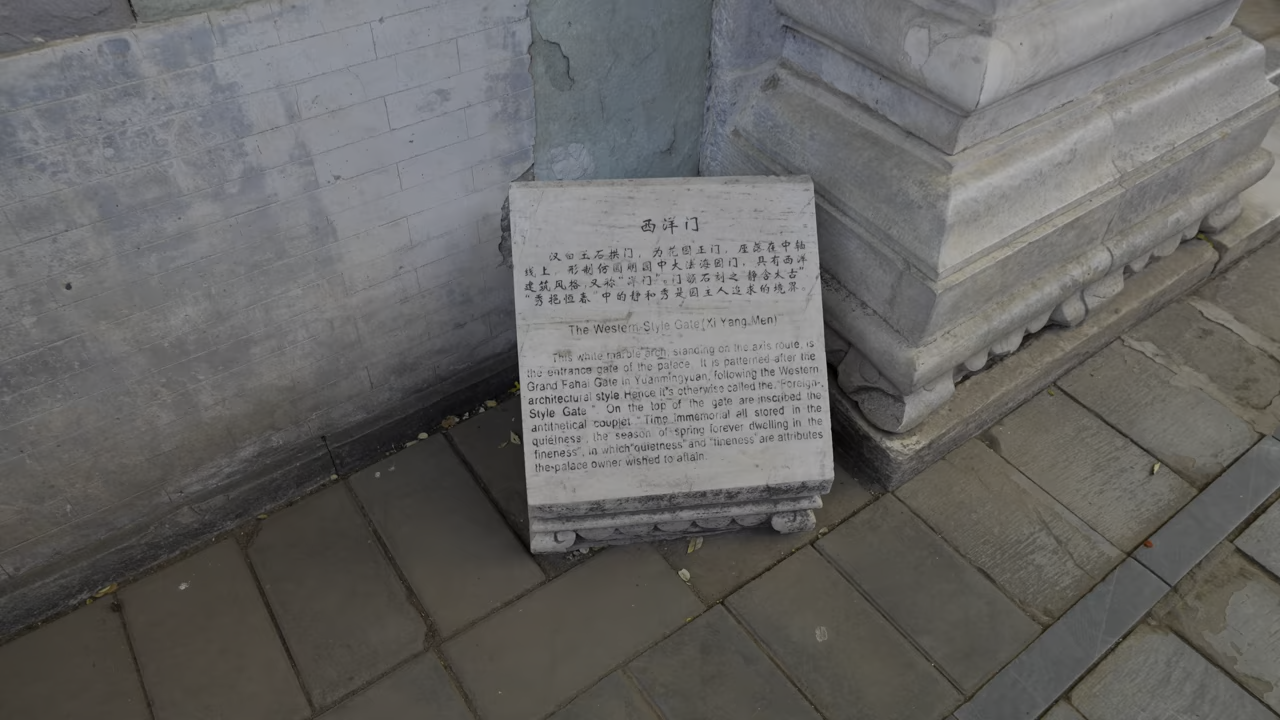 西洋门
汉白玉石拱门，为花园正门，座落在中轴
线上，形制仿圆明园中大法海园门，具有西洋
建筑风格，又称“洋门”，门额石刻之“静含太古”
“秀挹恒春”中的静和秀是园主人追求的境界。
The Western-Style Gate(Xi Yang Men)
This white marble arch, standing on the axis route, is
the entrance gate of the palace. It is patterned after the
Grand Fahai Gate in Yuanmingyuan, following the Western
architectural style Hence it's otherwise called the "Foreign-
Style Gate." On the top of the gate are inscribed the
antithetical couplet "Time immemorial all stored in the
quietness", the season of spring forever dwelling in the
fineness", in which"quietness"and "fineness"are attributes
the palace owner wished to attain.